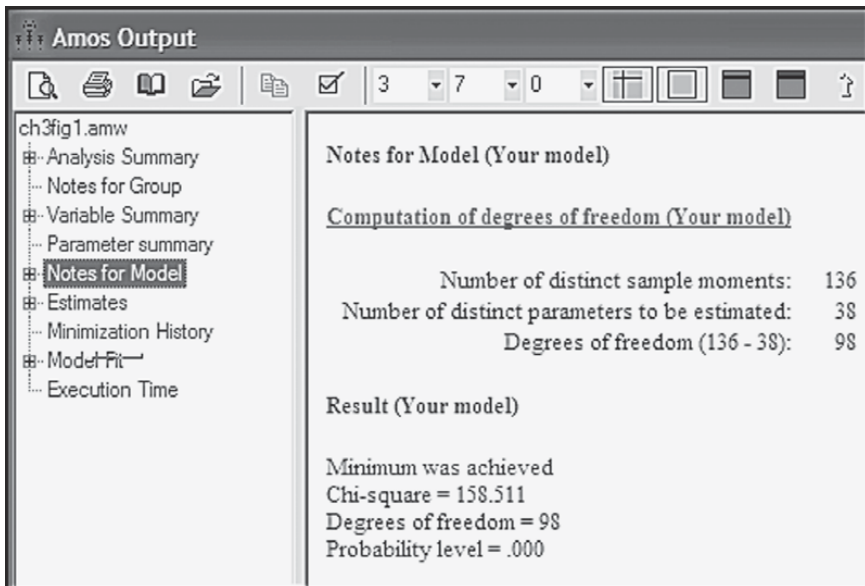 Amos Output
3 7 0
ch3fig1.amw
Analysis Summary
Notes for Group
Variable Summary
Parameter summary
Notes for Model
Estimates
Minimization History
Model Fit
Execution Time
Notes for Model (Your model)
Computation of degrees of freedom (Your model)
Number of distinct sample moments: 136
Number of distinct parameters to be estimated: 38
Degrees of freedom (136 - 38): 98
Result (Your model)
Minimum was achieved
Chi-square = 158.511
Degrees of freedom = 98
Probability level = .000